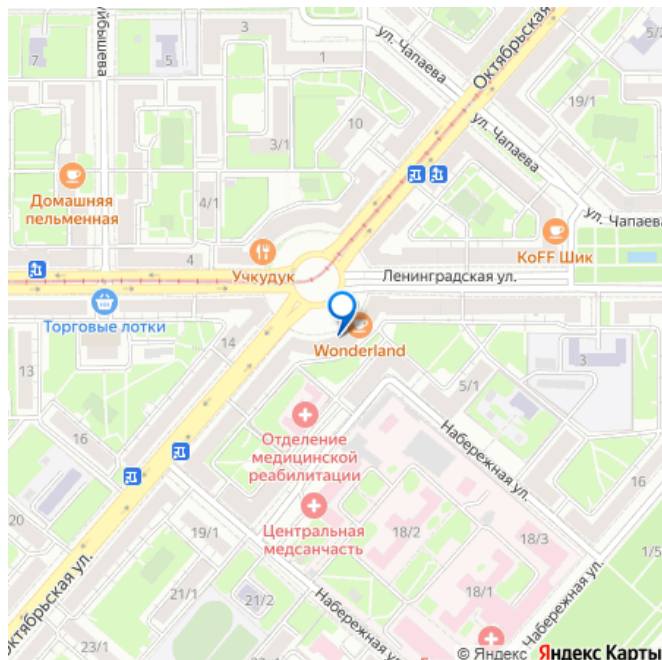 йбышева
3
ул. Чапаева
Октябрьская
5/2
7
5
1
19/1
10
ул. Чапаева
3/1
Домашняя
пельменная
4/1
ул. Чапаева
4
Учкудук
KoFF Шик
Ленинградская ул.
Торговые лотки
14
Wonderland
13
5/1
3
Отделение
медицинской
реабилитации
16
Набережная ул.
16
20
Центральная
медсанчасть
19/1
18/2
18/3
1/5
18/1
21/1
21/2
Октябрьская ул.
Набережная ул.
Набережная ул.
23/1
© Яндекс Яндекс Карты